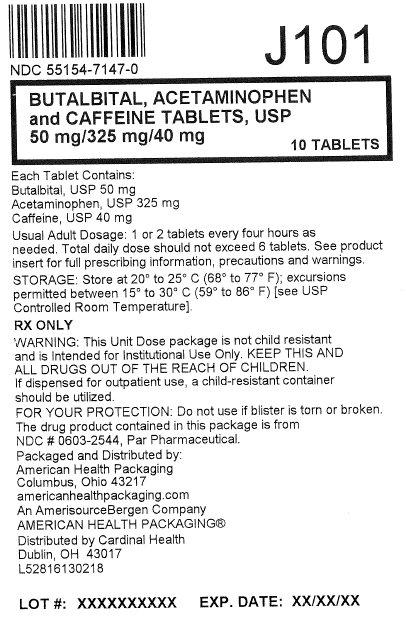 J101
NDC 55154-7147-0
BUTALBITAL, ACETAMINOPHEN
and CAFFEINE TABLETS, USP
50 mg/325 mg/40 mg
10 TABLETS
Each Tablet Contains:
Butalbital, USP 50 mg
Acetaminophen, USP 325 mg
Caffeine, USP 40 mg
Usual Adult Dosage: 1 or 2 tablets every four hours as
needed. Total daily dose should not exceed 6 tablets. See product
insert for full prescribing information, precautions and warnings.
STORAGE: Store at 20° to 25° C (68° to 77° F); excursions
permitted between 15° to 30° C (59° to 86° F) [see USP
Controlled Room Temperature].
RX ONLY
WARNING: This Unit Dose package is not child resistant
and is Intended for Institutional Use Only. KEEP THIS AND
ALL DRUGS OUT OF THE REACH OF CHILDREN.
If dispensed for outpatient use, a child-resistant container
should be utilized.
FOR YOUR PROTECTION: Do not use if blister is torn or broken.
The drug product contained in this package is from
NDC # 0603-2544, Par Pharmaceutical.
Packaged and Distributed by:
American Health Packaging
Columbus, Ohio 43217
americanhealthpackaging.com
An AmerisourceBergen Company
AMERICAN HEALTH PACKAGING®
Distributed by Cardinal Health
Dublin, OH 43017
L52816130218
LOT #: XXXXXXXXXX EXP. DATE: XX/XX/XX